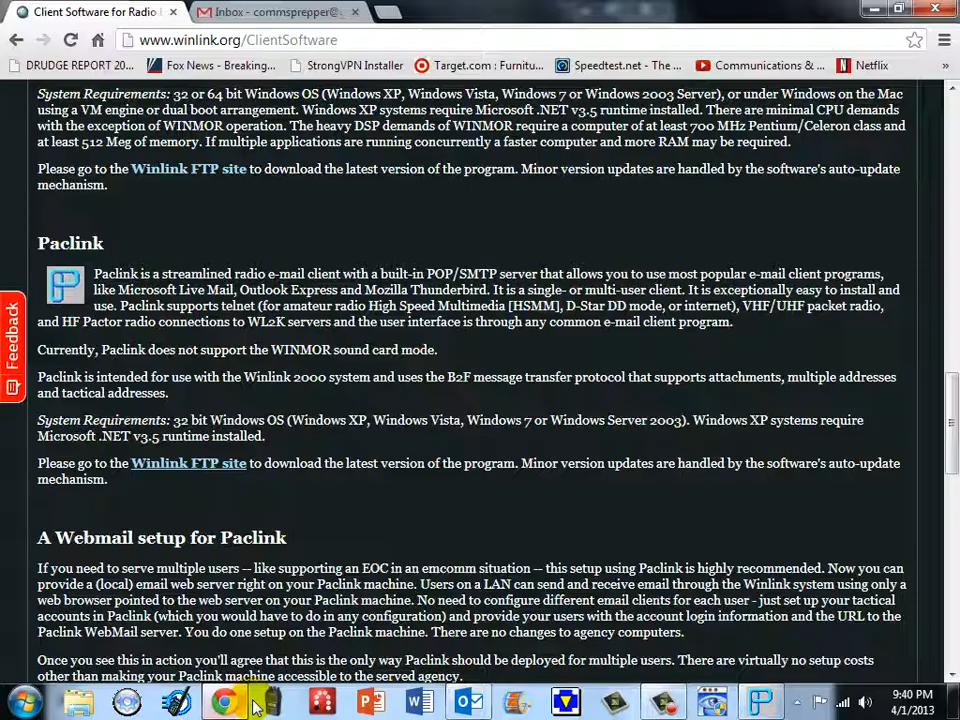 Client Software for Radio
Inbox - commsprepper@
www.winlink.org/ClientSoftware
DRUDGE REPORT 20...
Fox News - Breaking...
StrongVPN Installer
Target.com : Furnitu...
Speedtest.net - The ...
Communications & ...
Netflix
»
System Requirements: 32 or 64 bit Windows OS (Windows XP, Windows Vista, Windows 7 or Windows 2003 Server), or under Windows on the Mac
using a VM engine or dual boot arrangement. Windows XP systems require Microsoft .NET v3.5 runtime installed. There are minimal CPU demands
with the exception of WINMOR operation. The heavy DSP demands of WINMOR require a computer of at least 700 MHz Pentium/Celeron class and
at least 512 Meg of memory. If multiple applications are running concurrently a faster computer and more RAM may be required.
Please go to the Winlink FTP site to download the latest version of the program. Minor version updates are handled by the software's auto-update
mechanism.
Paclink
Paclink is a streamlined radio e-mail client with a built-in POP/SMTP server that allows you to use most popular e-mail client programs,
like Microsoft Live Mail, Outlook Express and Mozilla Thunderbird. It is a single- or multi-user client. It is exceptionally easy to install and
use. Paclink supports telnet (for amateur radio High Speed Multimedia [HSMM], D-Star DD mode, or internet), VHF/UHF packet radio,
and HF Pactor radio connections to WL2K servers and the user interface is through any common e-mail client program.
Currently, Paclink does not support the WINMOR sound card mode.
Paclink is intended for use with the Winlink 2000 system and uses the B2F message transfer protocol that supports attachments, multiple addresses
and tactical addresses.
System Requirements: 32 bit Windows OS (Windows XP, Windows Vista, Windows 7 or Windows Server 2003). Windows XP systems require
Microsoft .NET v3.5 runtime installed.
Please go to the Winlink FTP site to download the latest version of the program. Minor version updates are handled by the software's auto-update
mechanism.
A Webmail setup for Paclink
If you need to serve multiple users -- like supporting an EOC in an emcomm situation -- this setup using Paclink is highly recommended. Now you can
provide a (local) email web server right on your Paclink machine. Users on a LAN can send and receive email through the Winlink system using only a
web browser pointed to the web server on your Paclink machine. No need to configure different email clients for each user - just set up your tactical
accounts in Paclink (which you would have to do in any configuration) and provide your users with the account login information and the URL to the
Paclink WebMail server. You do one setup on the Paclink machine. There are no changes to agency computers.
Once you see this in action you'll agree that this is the only way Paclink should be deployed for multiple users. There are virtually no setup costs
other than making your Paclink machine accessible to the served agency.
Feedback
9:40 PM
4/1/2013